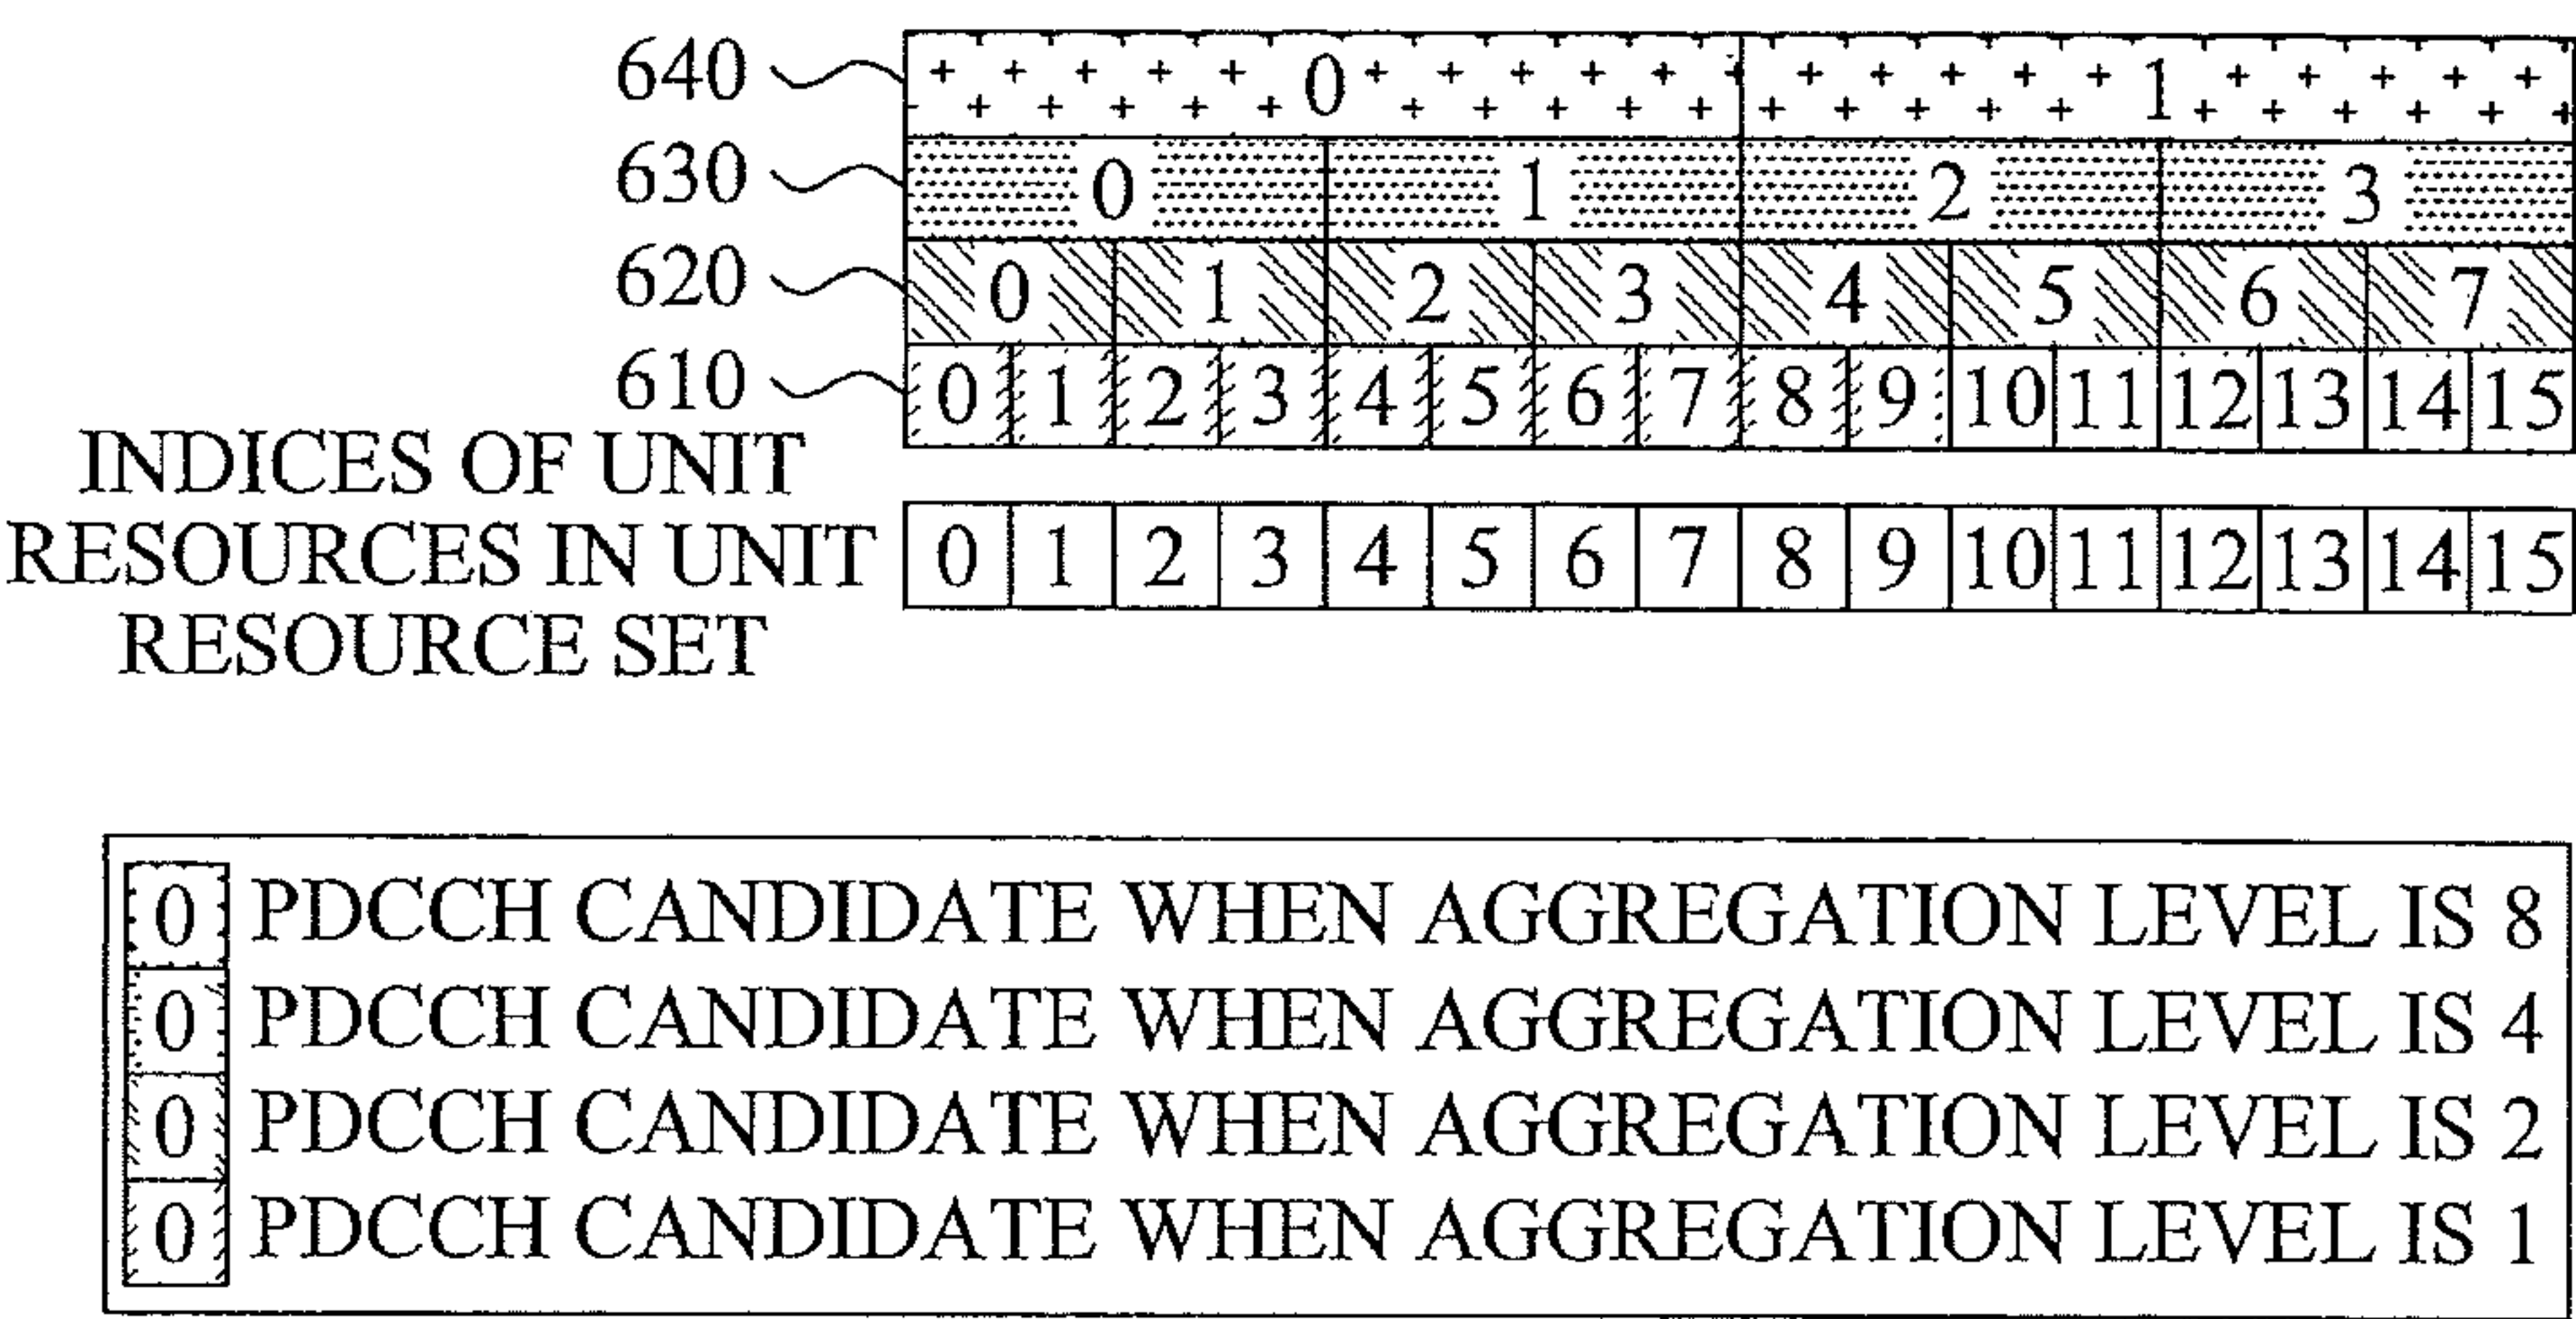 640 0 1
630 0 1 2 3
620 0 1 2 3 4 5 6 7
610 0 1 2 3 4 5 6 7 8 9 10 11 12 13 14 15
INDICES OF UNIT
RESOURCES IN UNIT
RESOURCE SET
0 1 2 3 4 5 6 7 8 9 10 11 12 13 14 15
0 PDCCH CANDIDATE WHEN AGGREGATION LEVEL IS 8
0 PDCCH CANDIDATE WHEN AGGREGATION LEVEL IS 4
0 PDCCH CANDIDATE WHEN AGGREGATION LEVEL IS 2
0 PDCCH CANDIDATE WHEN AGGREGATION LEVEL IS 1